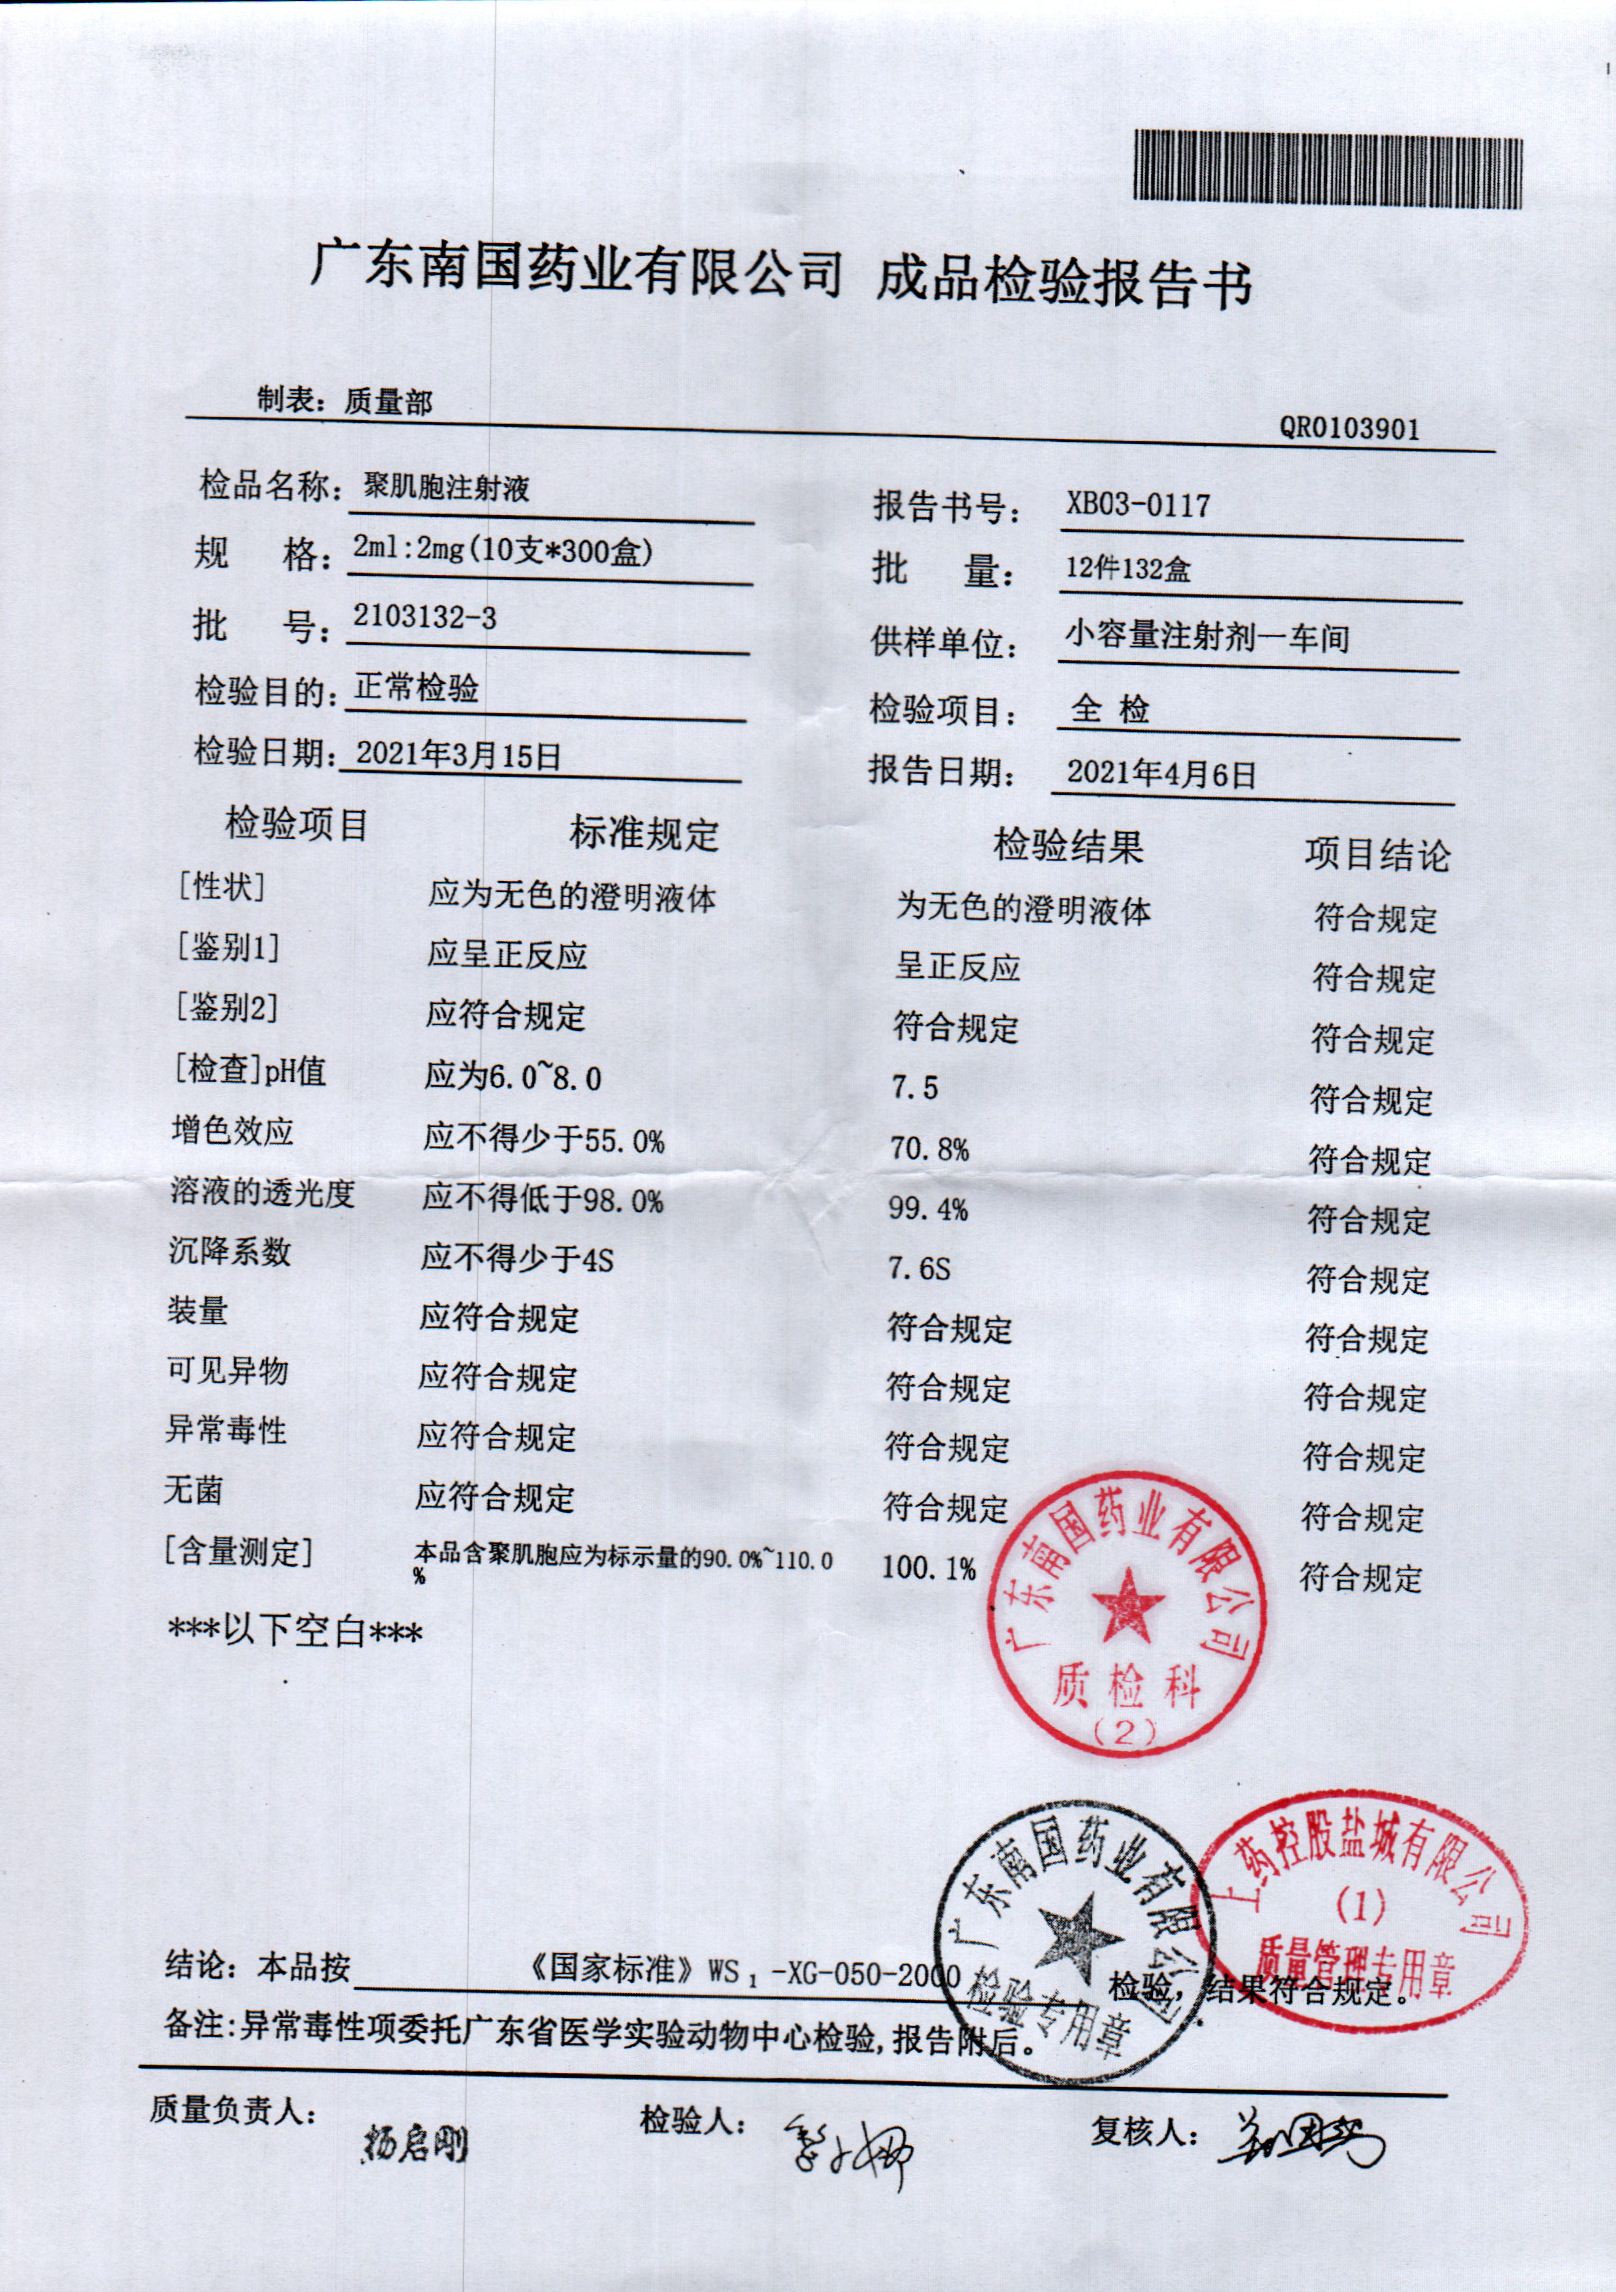 广东南国药业有限公司 成品检验报告书
制表：质量部
QR0103901
检品名称：聚肌胞注射液 报告书号：XB03-0117
规 格：2ml:2mg(10支*300盒) 批 量：12件132盒
批 号：2103132-3 供样单位：小容量注射剂一车间
检验目的：正常检验 检验项目：全 检
检验日期：2021年3月15日 报告日期：2021年4月6日
检验项目 标准规定 检验结果 项目结论
[性状] 应为无色的澄明液体 为无色的澄明液体 符合规定
[鉴别1] 应呈正反应 呈正反应 符合规定
[鉴别2] 应符合规定 符合规定 符合规定
[检查]pH值 应为6.0~8.0 7.5 符合规定
增色效应 应不得少于55.0% 70.8% 符合规定
溶液的透光度 应不得低于98.0% 99.4% 符合规定
沉降系数 应不得少于4S 7.6S 符合规定
装量 应符合规定 符合规定 符合规定
可见异物 应符合规定 符合规定 符合规定
异常毒性 应符合规定 符合规定 符合规定
无菌 应符合规定 符合规定 符合规定
[含量测定] 本品含聚肌胞应为标示量的90.0%~110.0 100.1% 符合规定
%
***以下空白***
广东南国药业有限公司
质检科
(2)
广东南国药业有限公司
检验专用章
上药控股盐城有限公司
(1)
质量管理专用章
结论：本品按 《国家标准》WS₁-XG-050-2000 检验，结果符合规定。
备注:异常毒性项委托广东省医学实验动物中心检验,报告附后。
质量负责人：杨启刚 检验人： 复核人：